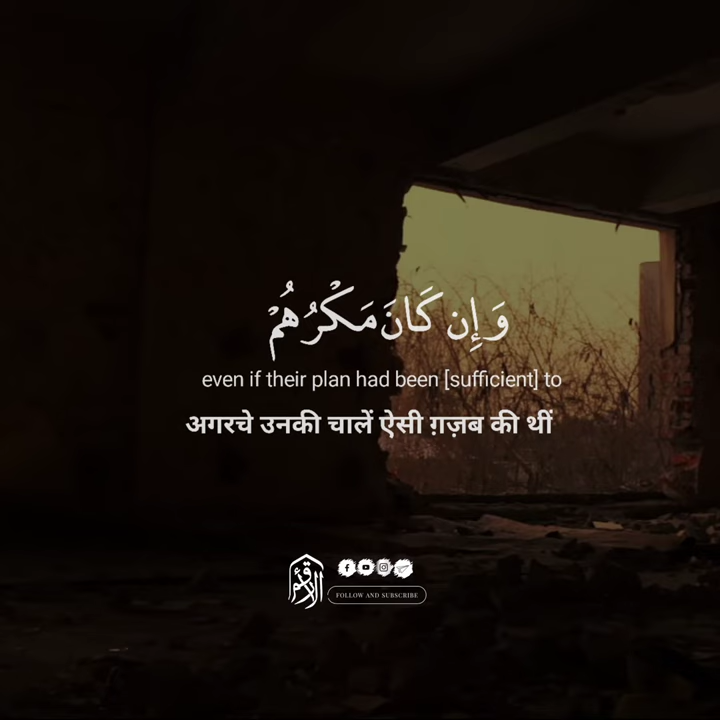 وَإِن كَانَ مَكْرُهُمْ
even if their plan had been [sufficient] to
अगरचे उनकी चालें ऐसी ग़ज़ब की थीं
FOLLOW AND SUBSCRIBE